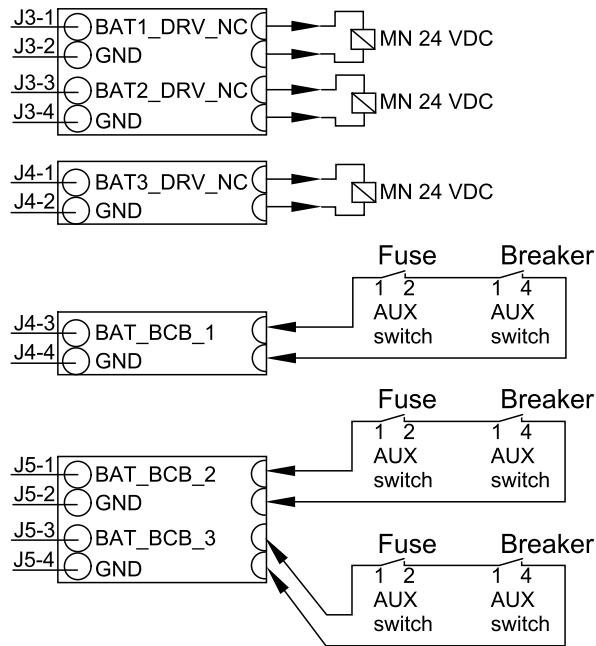 J3-1 BAT1_DRV_NC
MN 24 VDC
J3-2 GND
J3-3 BAT2_DRV_NC
MN 24 VDC
J3-4 GND
J4-1 BAT3_DRV_NC
MN 24 VDC
J4-2 GND
Fuse Breaker
1 2 1 4
AUX AUX
switch switch
J4-3 BAT_BCB_1
J4-4 GND
Fuse Breaker
1 2 1 4
AUX AUX
switch switch
J5-1 BAT_BCB_2
J5-2 GND
J5-3 BAT_BCB_3
J5-4 GND
Fuse Breaker
1 2 1 4
AUX AUX
switch switch